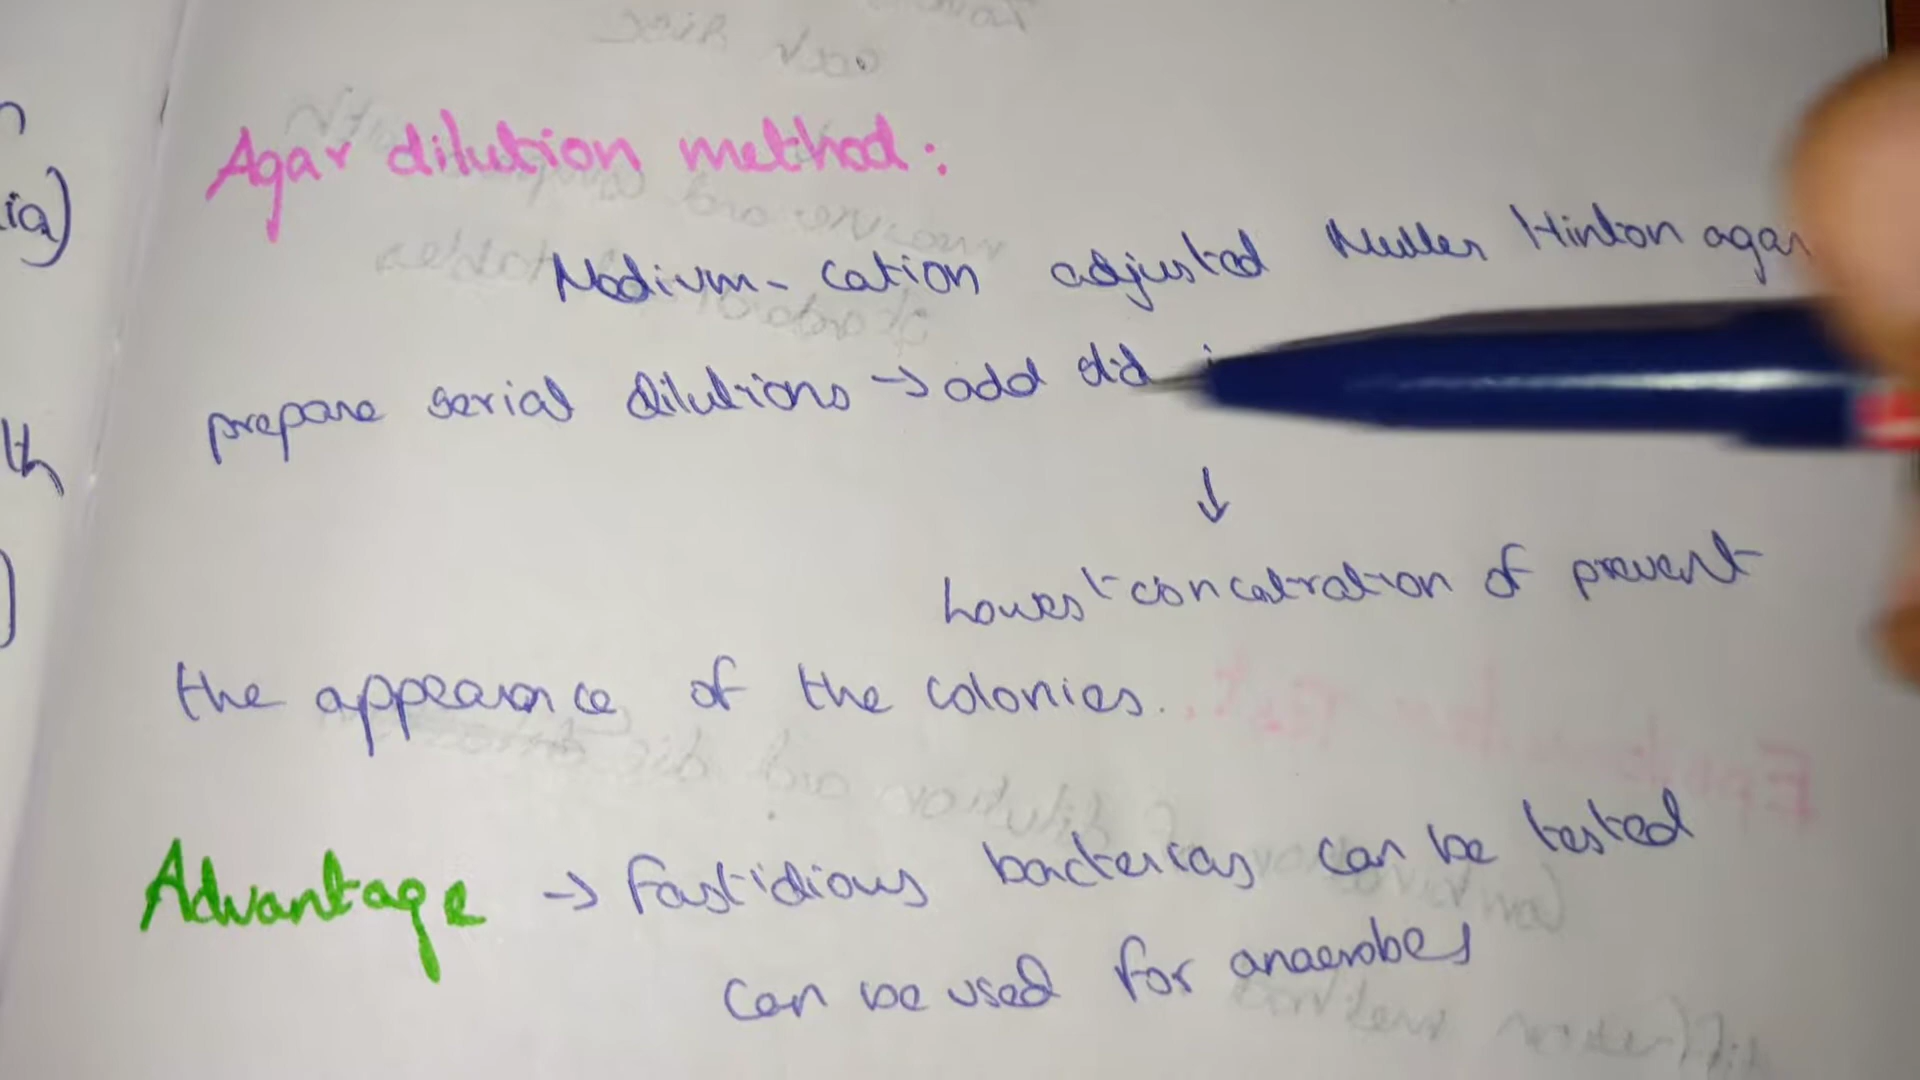 Agar dilution method:
Medium - cation adjusted Muller Hinton agar
prepare serial dilutions → add
↓
Lowest concatration of prevent
the appearance of the colonies.
Advantage → Fastidious bacterias can be tested
can be used for anaerobes